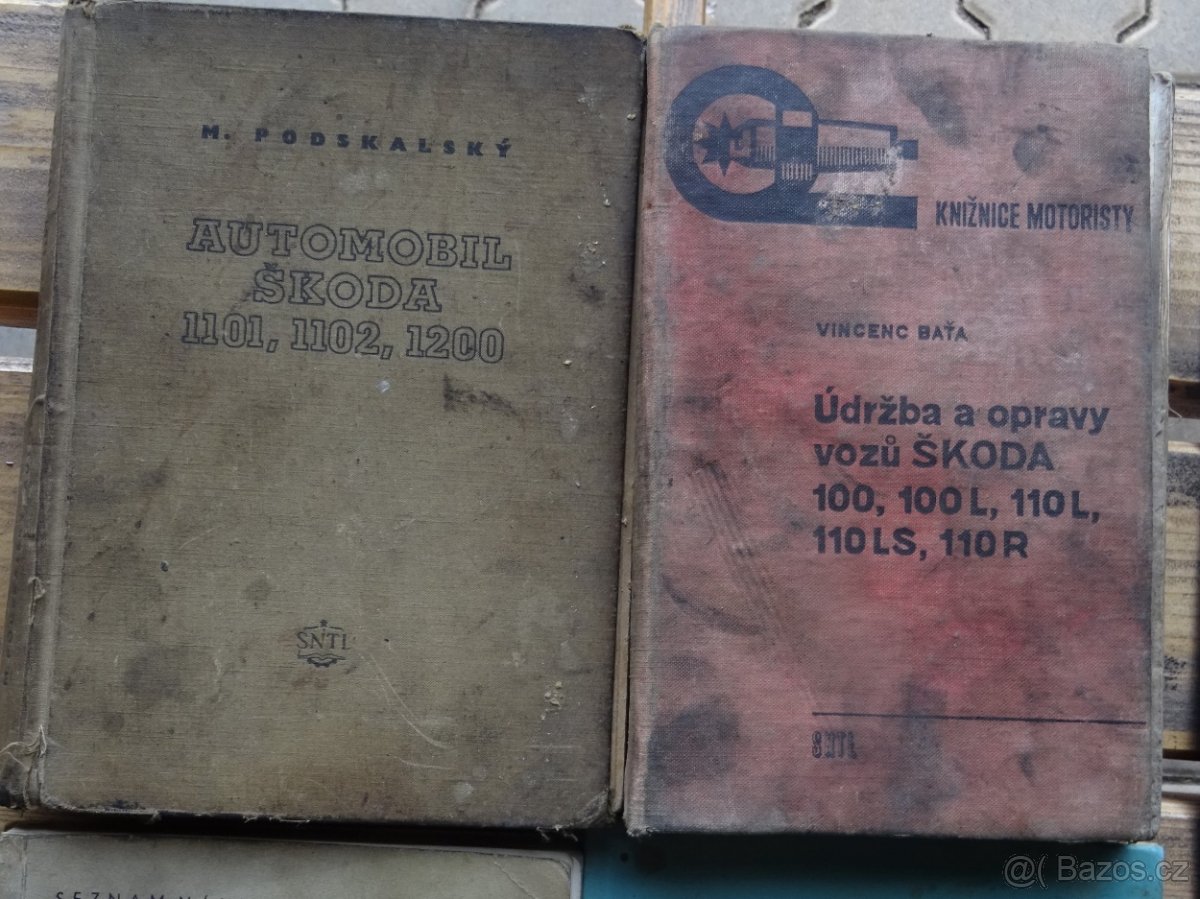 M. PODSKALSKÝ
AUTOMOBIL
ŠKODA
1101, 1102, 1200
SNTL
KNIŽNICE MOTORISTY
VINCENC BAŤA
Údržba a opravy
vozů ŠKODA
100, 100 L, 110 L,
110 LS, 110 R
SNTL
Bazos.cz